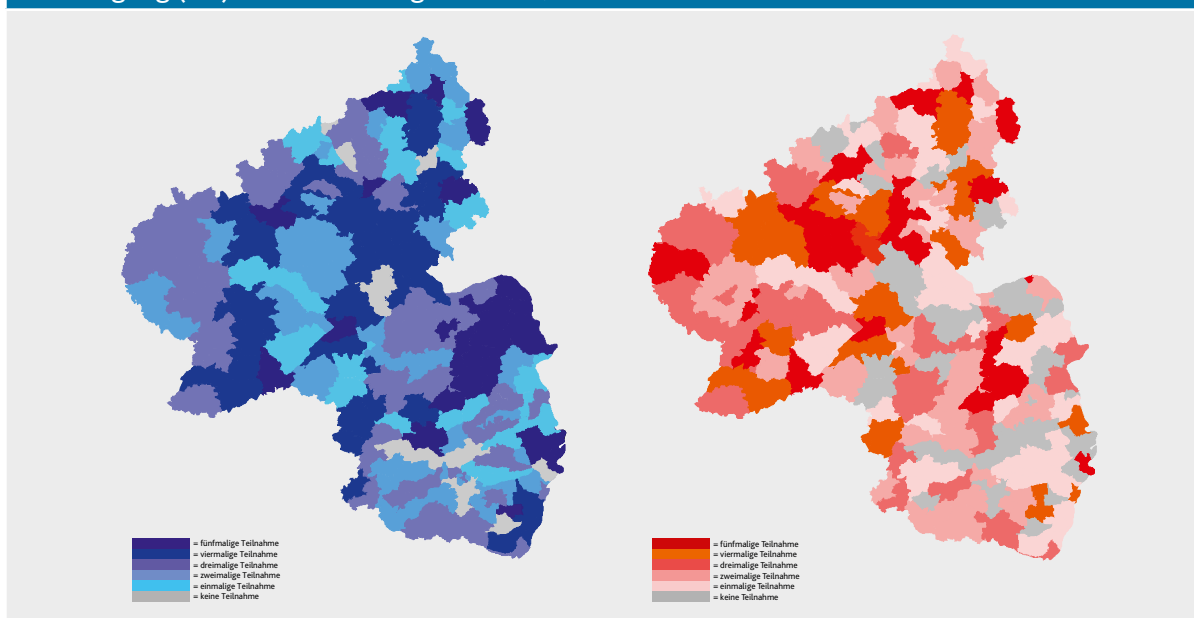 = fünfmalige Teilnahme
= viermalige Teilnahme
= dreimalige Teilnahme
= zweimalige Teilnahme
= einmalige Teilnahme
= keine Teilnahme
= fünfmalige Teilnahme
= viermalige Teilnahme
= dreimalige Teilnahme
= zweimalige Teilnahme
= einmalige Teilnahme
= keine Teilnahme